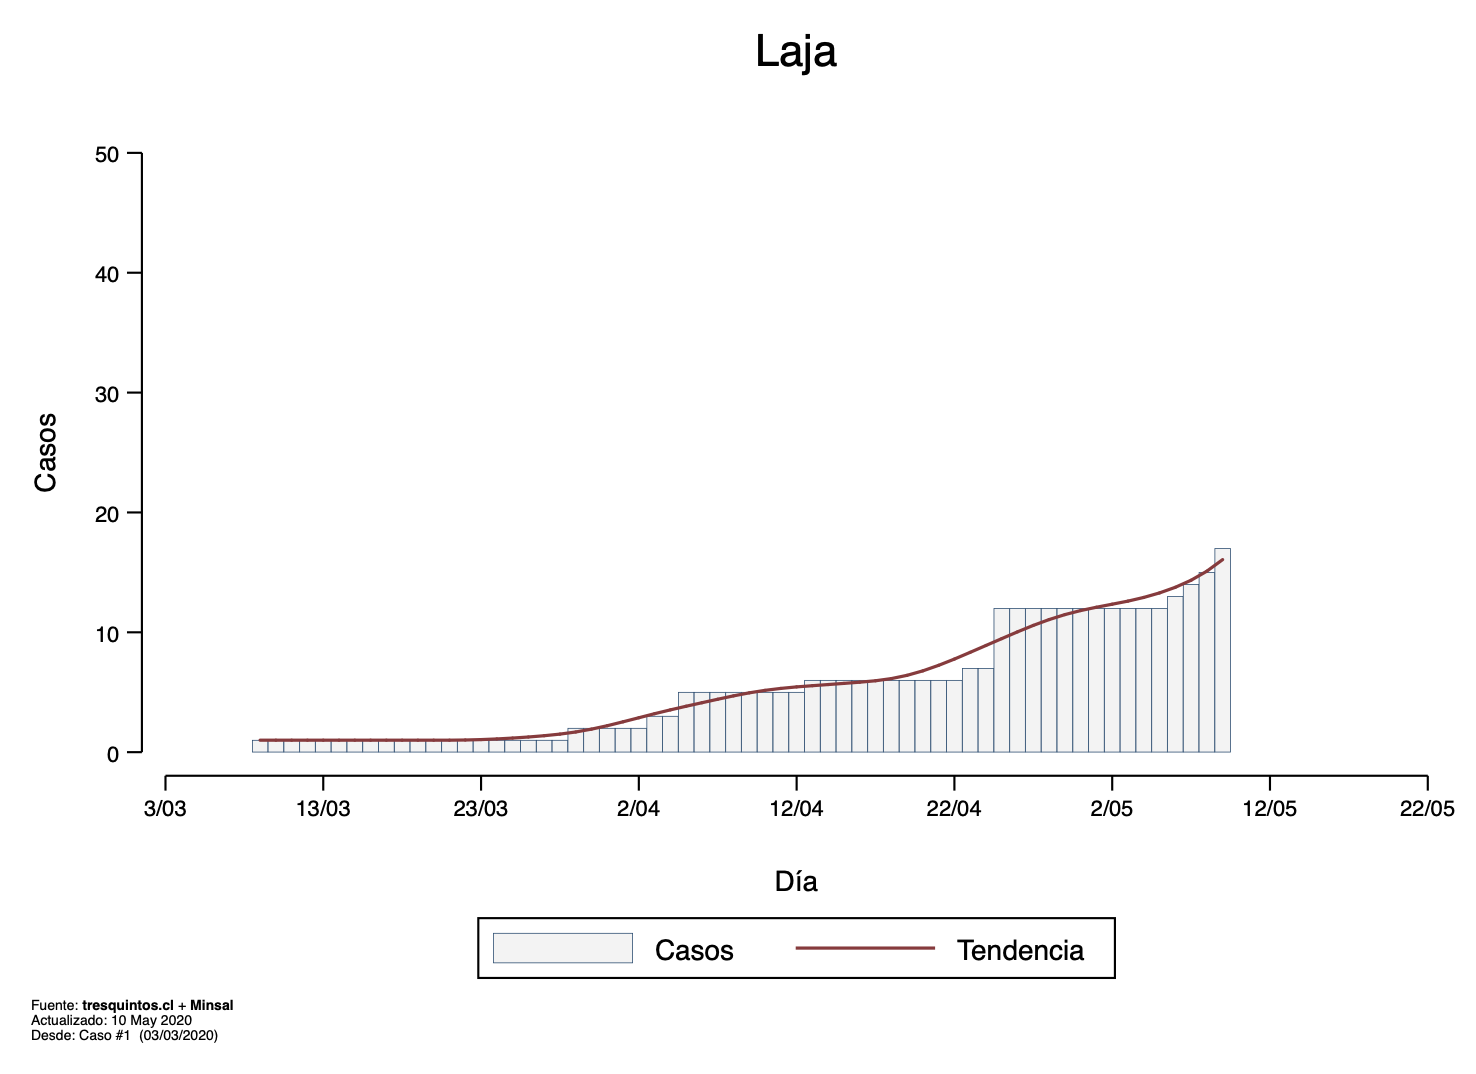 Laja
50
40
30
20
10
0
Casos
3/03 13/03 23/03 2/04 12/04 22/04 2/05 12/05 22/05
Día
Casos Tendencia
Fuente: tresquintos.cl + Minsal
Actualizado: 10 May 2020
Desde: Caso #1 (03/03/2020)